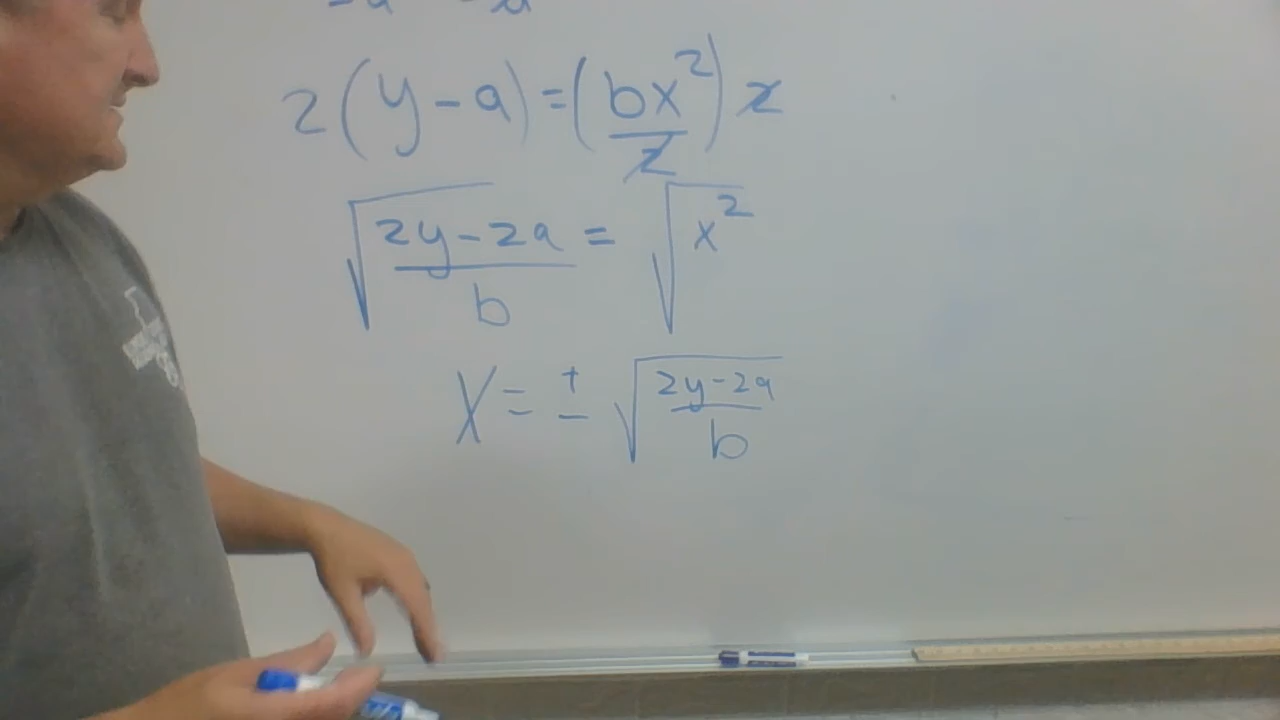 -a -a
2(y-a)=(bx²/2)2
√(2y-2a/b) = √x²
x = ± √(2y-2a/b)